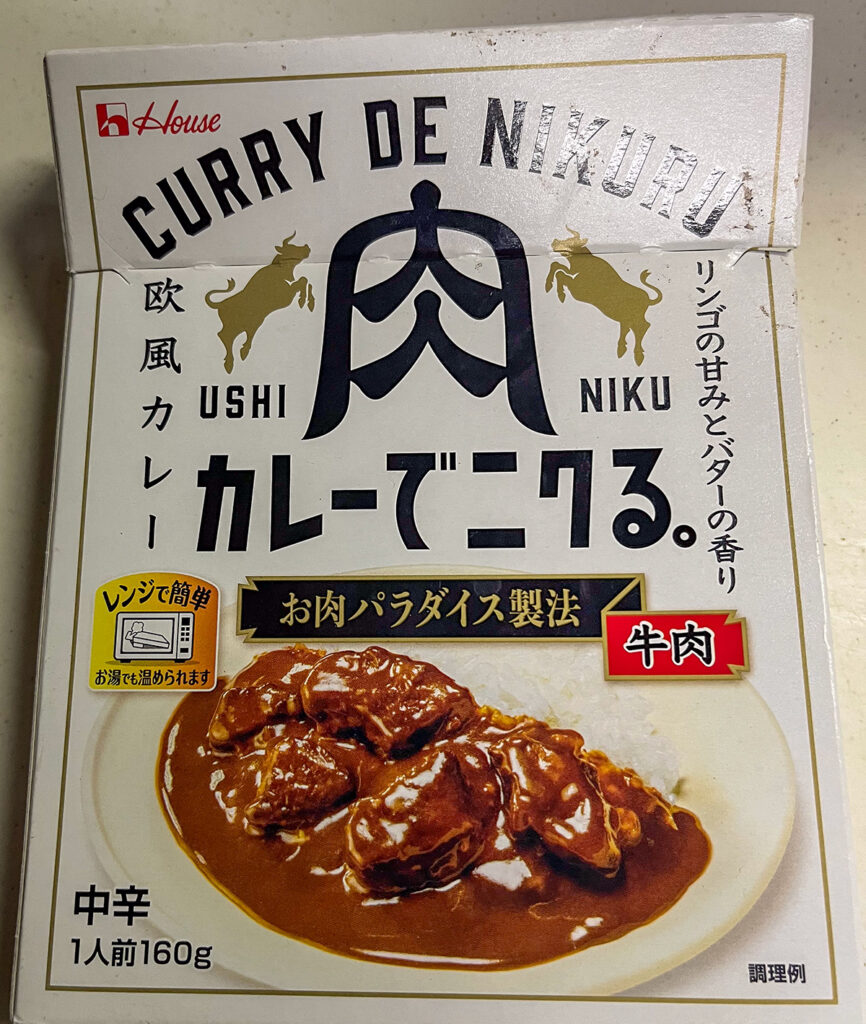 House
CURRY DE NIKURU
肉
欧風カレー
リンゴの甘みとバターの香り
USHI
NIKU
カレーでニクる。
お肉パラダイス製法
牛肉
レンジで簡単
お湯でも温められます
中辛
1人前160g
調理例